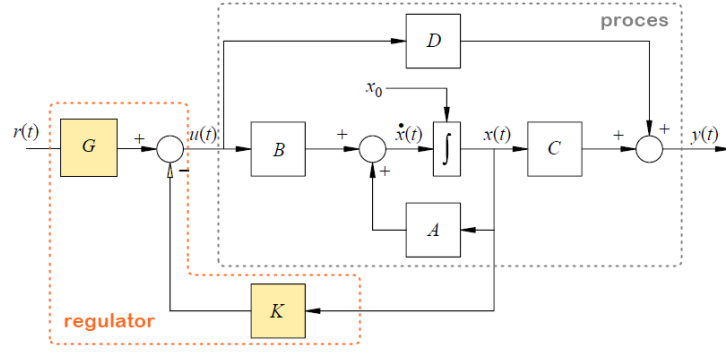 proces
D
x₀
r(t)
G
+
−
u(t)
B
+
+
ẋ(t)
∫
x(t)
C
+
+
y(t)
A
K
regulator